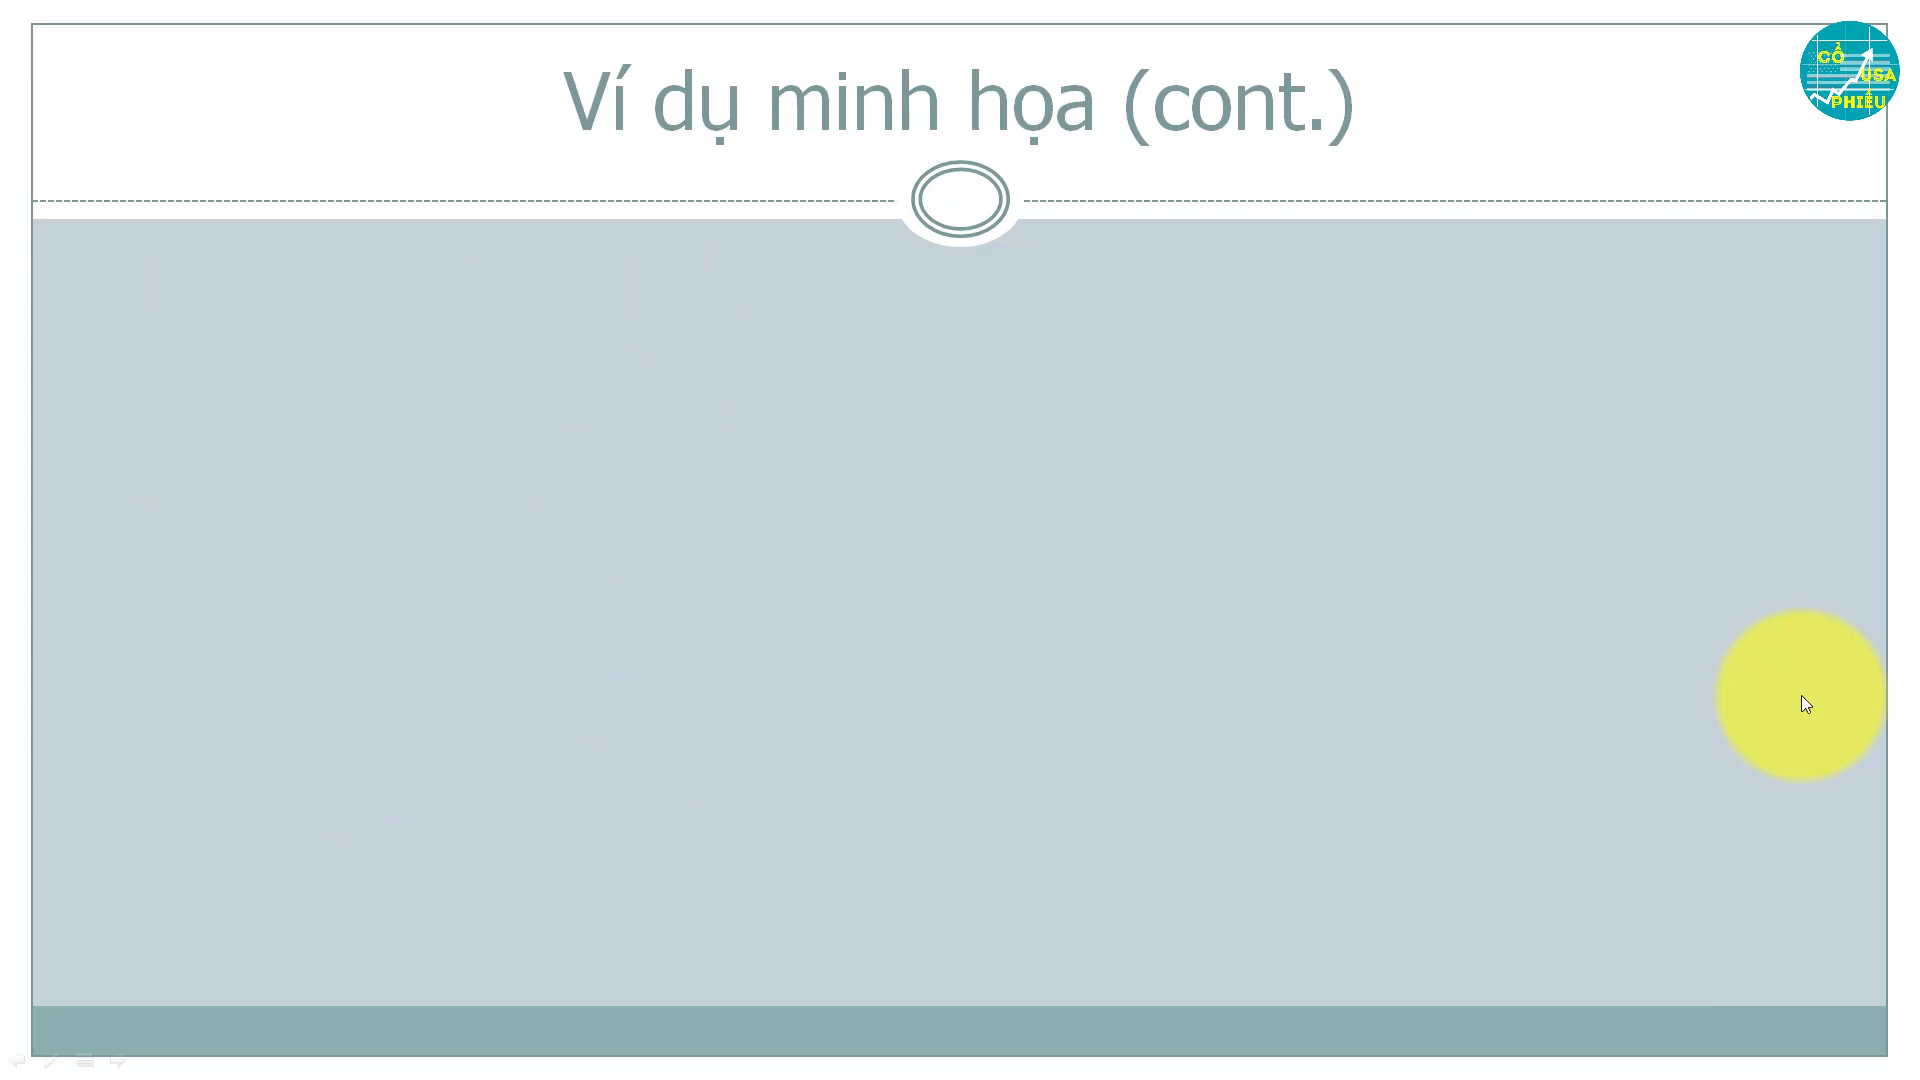 Ví dụ minh họa (cont.)
CỔ
USA
PHIẾU